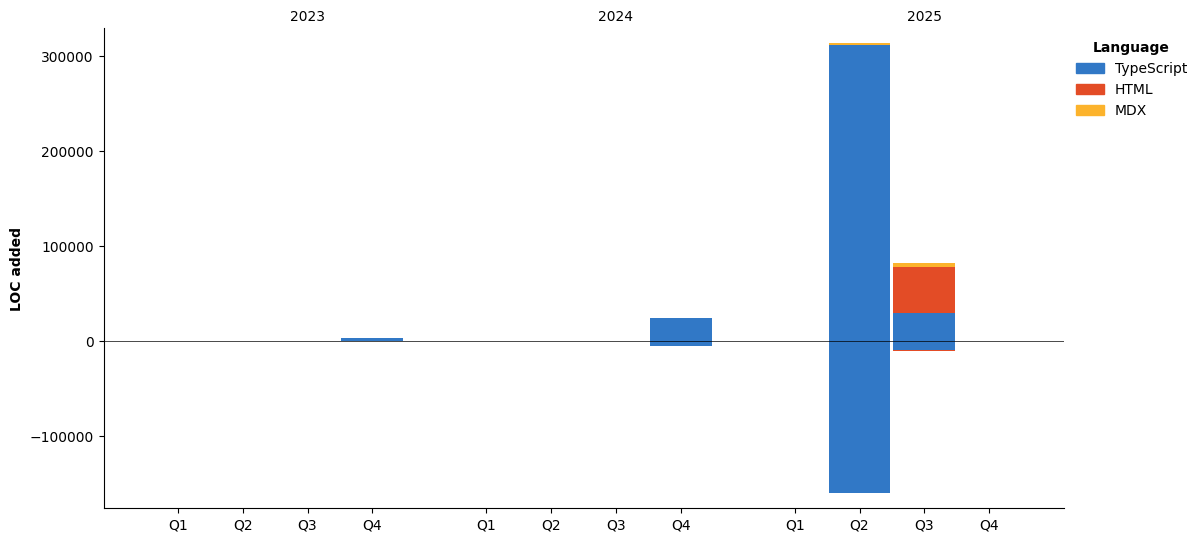 2023 2024 2025
Language
TypeScript
HTML
MDX
LOC added
300000
200000
100000
0
−100000
Q1 Q2 Q3 Q4 Q1 Q2 Q3 Q4 Q1 Q2 Q3 Q4